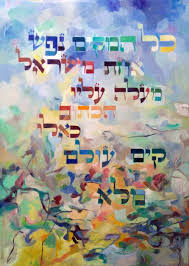 כל המקים נפש
אחת מישראל
מעלה עליו
הכתוב
כאלו
קים עולם
מלא